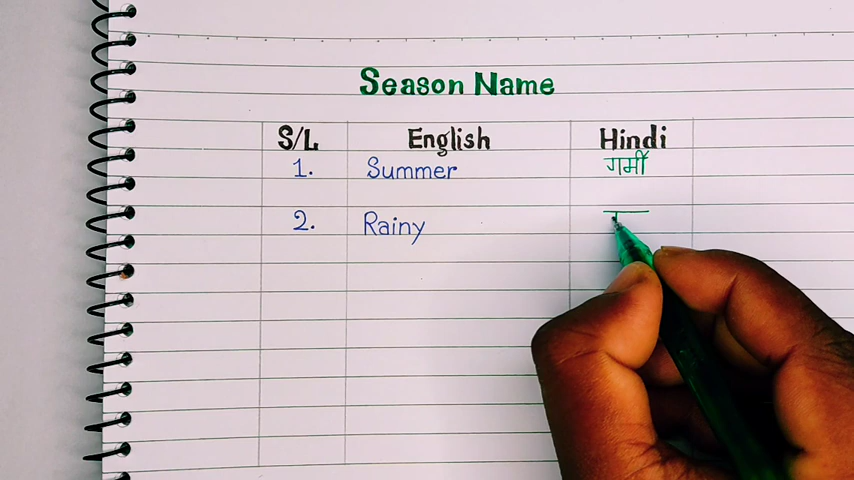 Season Name
S/L English Hindi
1. Summer गर्मी
2. Rainy